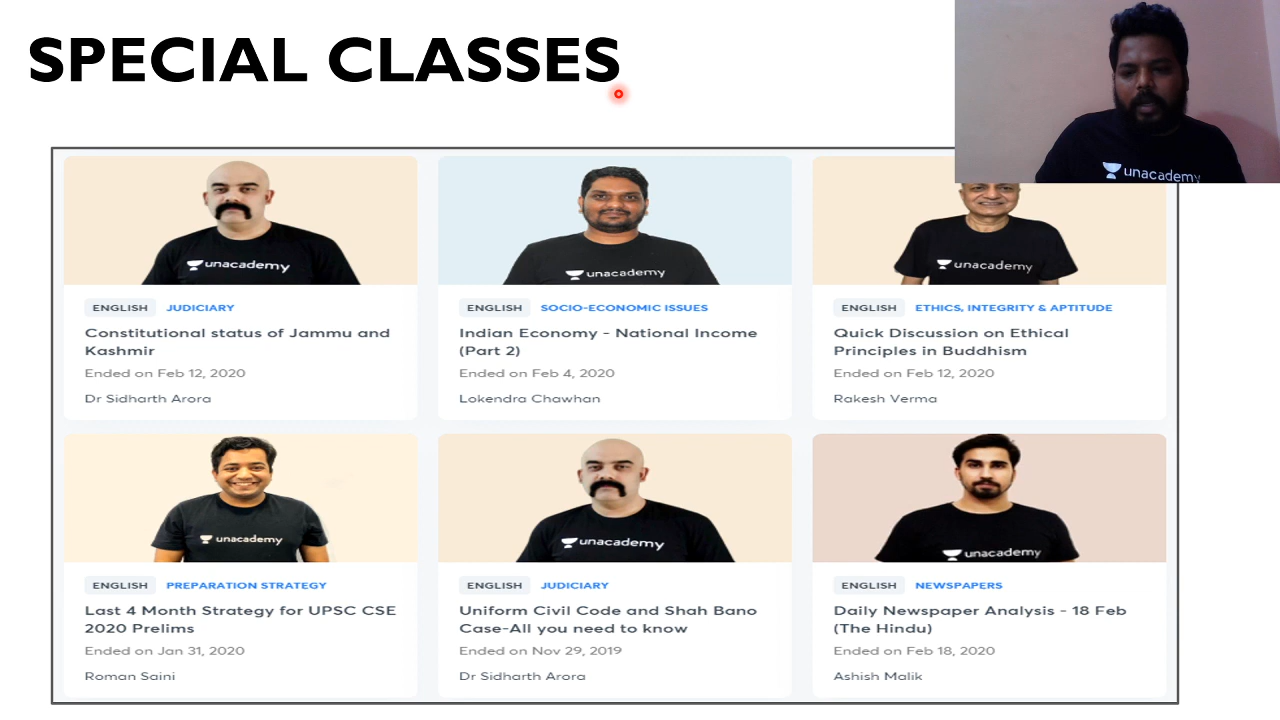 SPECIAL CLASSES
unacademy
unacademy
unacademy
unacademy
ENGLISH JUDICIARY
Constitutional status of Jammu and
Kashmir
Ended on Feb 12, 2020
Dr Sidharth Arora
ENGLISH SOCIO-ECONOMIC ISSUES
Indian Economy - National Income
(Part 2)
Ended on Feb 4, 2020
Lokendra Chawhan
ENGLISH ETHICS, INTEGRITY & APTITUDE
Quick Discussion on Ethical
Principles in Buddhism
Ended on Feb 12, 2020
Rakesh Verma
unacademy
unacademy
unacademy
ENGLISH PREPARATION STRATEGY
Last 4 Month Strategy for UPSC CSE
2020 Prelims
Ended on Jan 31, 2020
Roman Saini
ENGLISH JUDICIARY
Uniform Civil Code and Shah Bano
Case-All you need to know
Ended on Nov 29, 2019
Dr Sidharth Arora
ENGLISH NEWSPAPERS
Daily Newspaper Analysis - 18 Feb
(The Hindu)
Ended on Feb 18, 2020
Ashish Malik